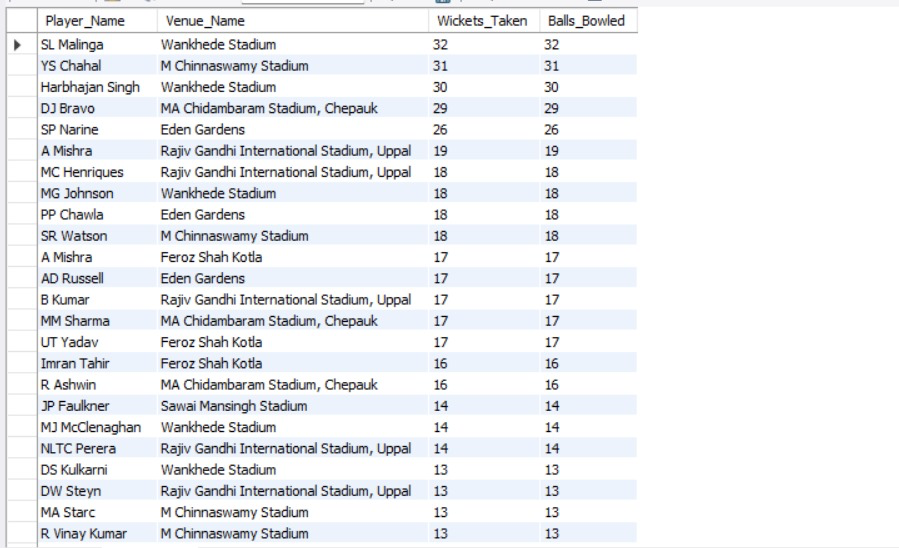 Player_Name Venue_Name Wickets_Taken Balls_Bowled
SL Malinga Wankhede Stadium 32 32
YS Chahal M Chinnaswamy Stadium 31 31
Harbhajan Singh Wankhede Stadium 30 30
DJ Bravo MA Chidambaram Stadium, Chepauk 29 29
SP Narine Eden Gardens 26 26
A Mishra Rajiv Gandhi International Stadium, Uppal 19 19
MC Henriques Rajiv Gandhi International Stadium, Uppal 18 18
MG Johnson Wankhede Stadium 18 18
PP Chawla Eden Gardens 18 18
SR Watson M Chinnaswamy Stadium 18 18
A Mishra Feroz Shah Kotla 17 17
AD Russell Eden Gardens 17 17
B Kumar Rajiv Gandhi International Stadium, Uppal 17 17
MM Sharma MA Chidambaram Stadium, Chepauk 17 17
UT Yadav Feroz Shah Kotla 17 17
Imran Tahir Feroz Shah Kotla 16 16
R Ashwin MA Chidambaram Stadium, Chepauk 16 16
JP Faulkner Sawai Mansingh Stadium 14 14
MJ McClenaghan Wankhede Stadium 14 14
NLTC Perera Rajiv Gandhi International Stadium, Uppal 14 14
DS Kulkarni Wankhede Stadium 13 13
DW Steyn Rajiv Gandhi International Stadium, Uppal 13 13
MA Starc M Chinnaswamy Stadium 13 13
R Vinay Kumar M Chinnaswamy Stadium 13 13